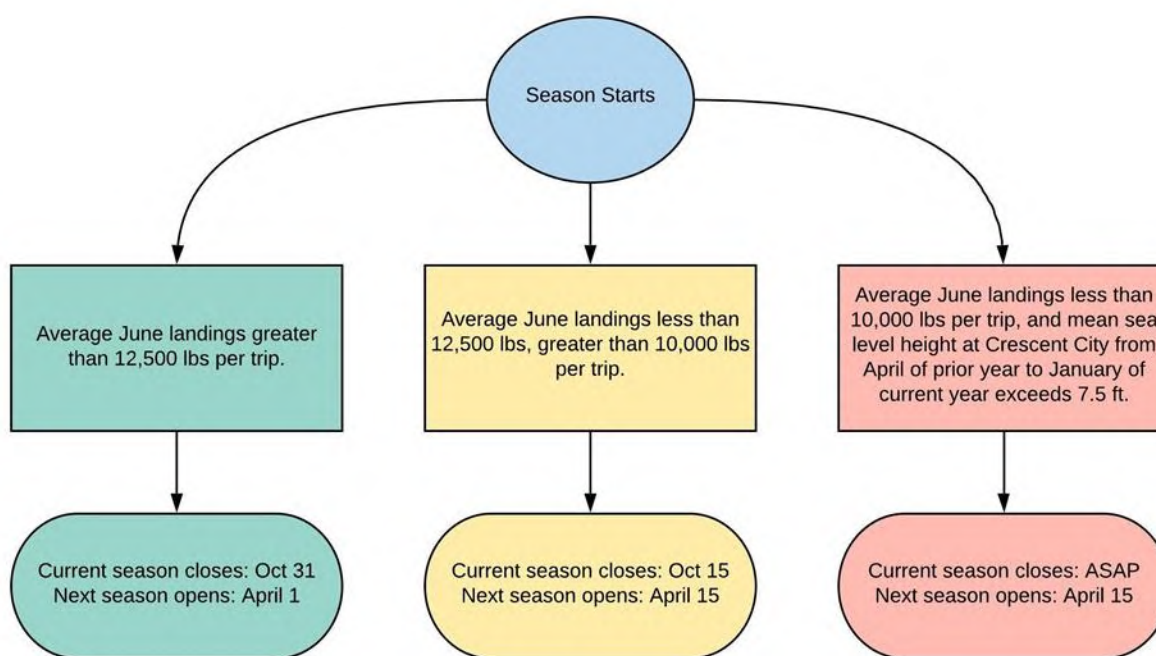 Season Starts
Average June landings greater
than 12,500 lbs per trip.
Average June landings less than
12,500 lbs, greater than 10,000 lbs
per trip.
Average June landings less than
10,000 lbs per trip, and mean sea
level height at Crescent City from
April of prior year to January of
current year exceeds 7.5 ft.
Current season closes: Oct 31
Next season opens: April 1
Current season closes: Oct 15
Next season opens: April 15
Current season closes: ASAP
Next season opens: April 15